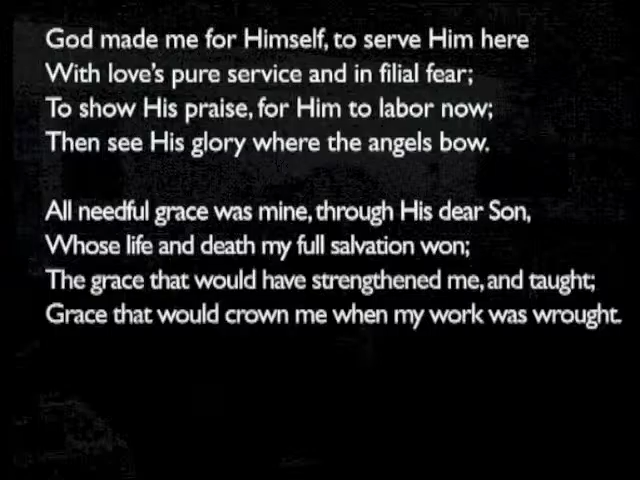 God made me for Himself, to serve Him here
With love's pure service and in filial fear;
To show His praise, for Him to labor now;
Then see His glory where the angels bow.
All needful grace was mine, through His dear Son,
Whose life and death my full salvation won;
The grace that would have strengthened me, and taught;
Grace that would crown me when my work was wrought.